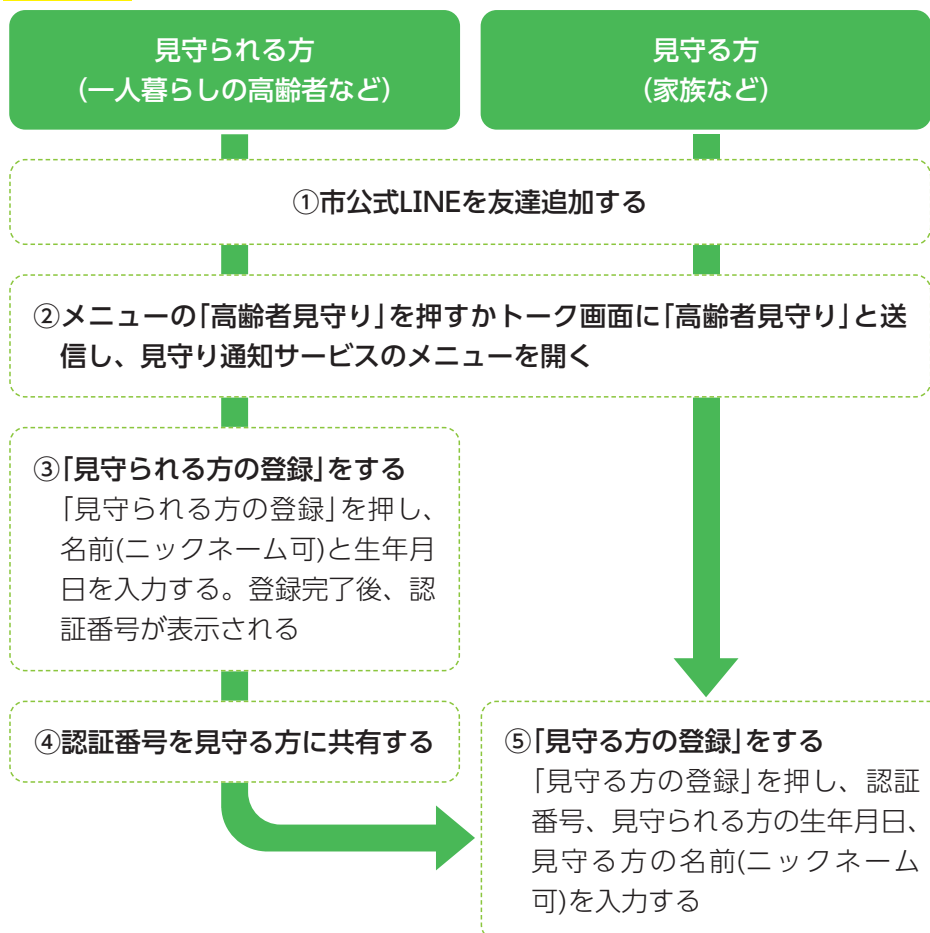 見守られる方
(一人暮らしの高齢者など)
見守る方
(家族など)
①市公式LINEを友達追加する
②メニューの「高齢者見守り」を押すかトーク画面に「高齢者見守り」と送
信し、見守り通知サービスのメニューを開く
③「見守られる方の登録」をする
「見守られる方の登録」を押し、
名前(ニックネーム可)と生年月
日を入力する。登録完了後、認
証番号が表示される
④認証番号を見守る方に共有する
⑤「見守る方の登録」をする
「見守る方の登録」を押し、認証
番号、見守られる方の生年月日、
見守る方の名前(ニックネーム
可)を入力する